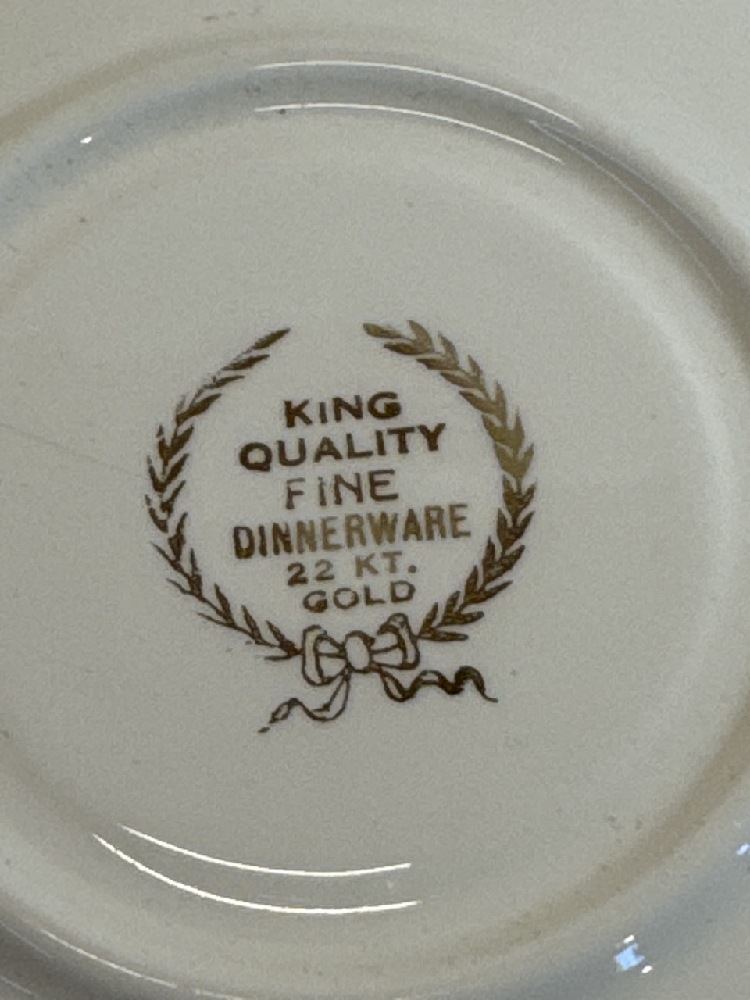 KING
QUALITY
FINE
DINNERWARE
22 KT.
GOLD